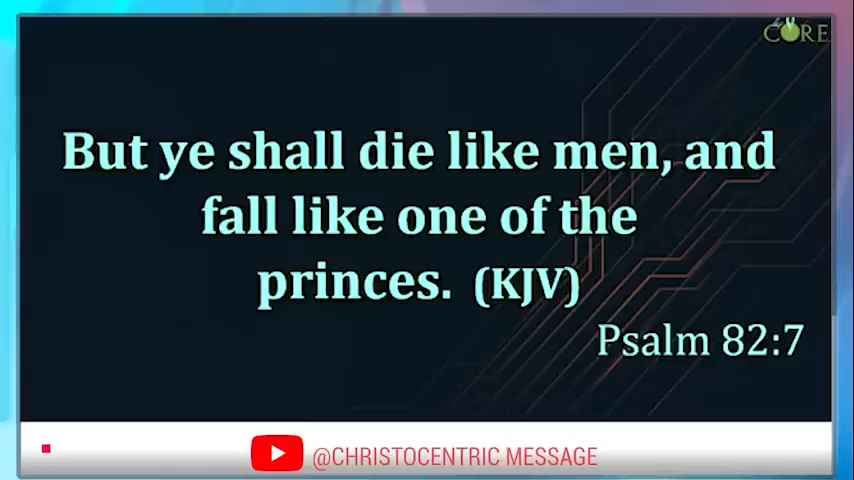 CORE
But ye shall die like men, and
fall like one of the
princes. (KJV)
Psalm 82:7
@CHRISTOCENTRIC MESSAGE